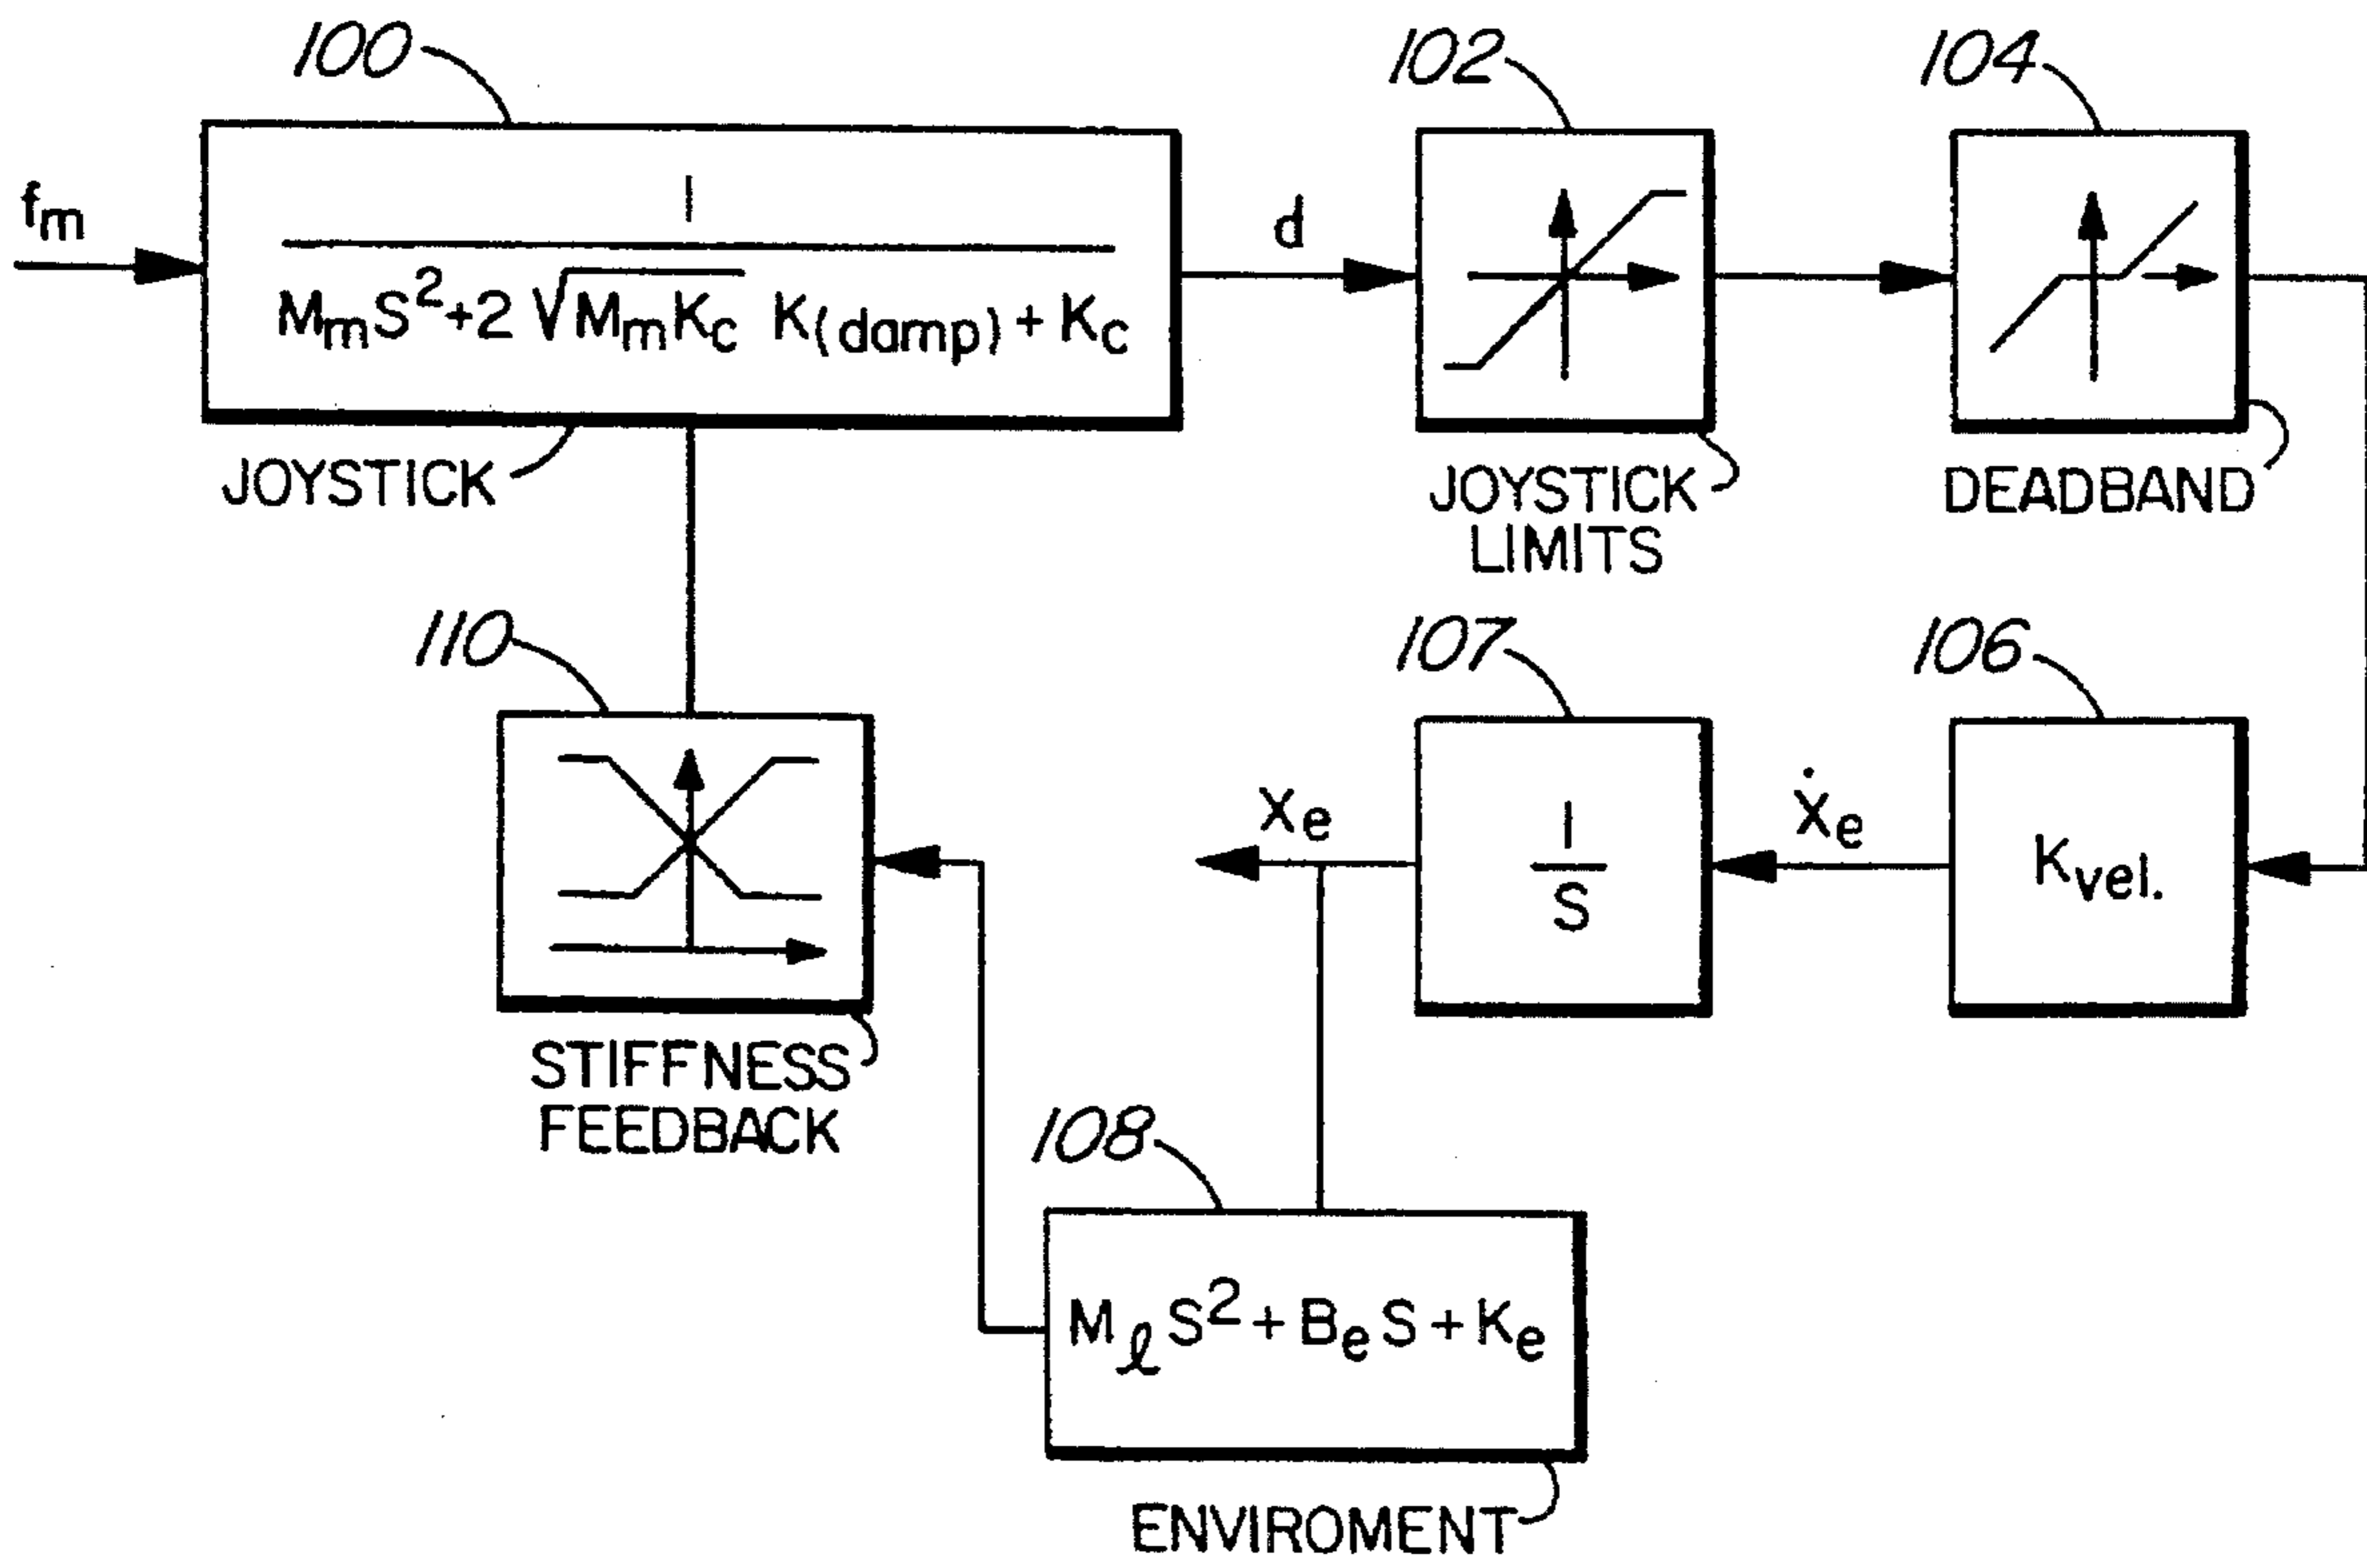 100
102
104
fm
1
MmS²+2 √MmKc K(damp) + Kc
d
JOYSTICK
JOYSTICK
LIMITS
DEADBAND
110
107
106
Xe
1
S
Ẋe
Kvel.
STIFFNESS
FEEDBACK
108
MℓS²+BeS+Ke
ENVIROMENT